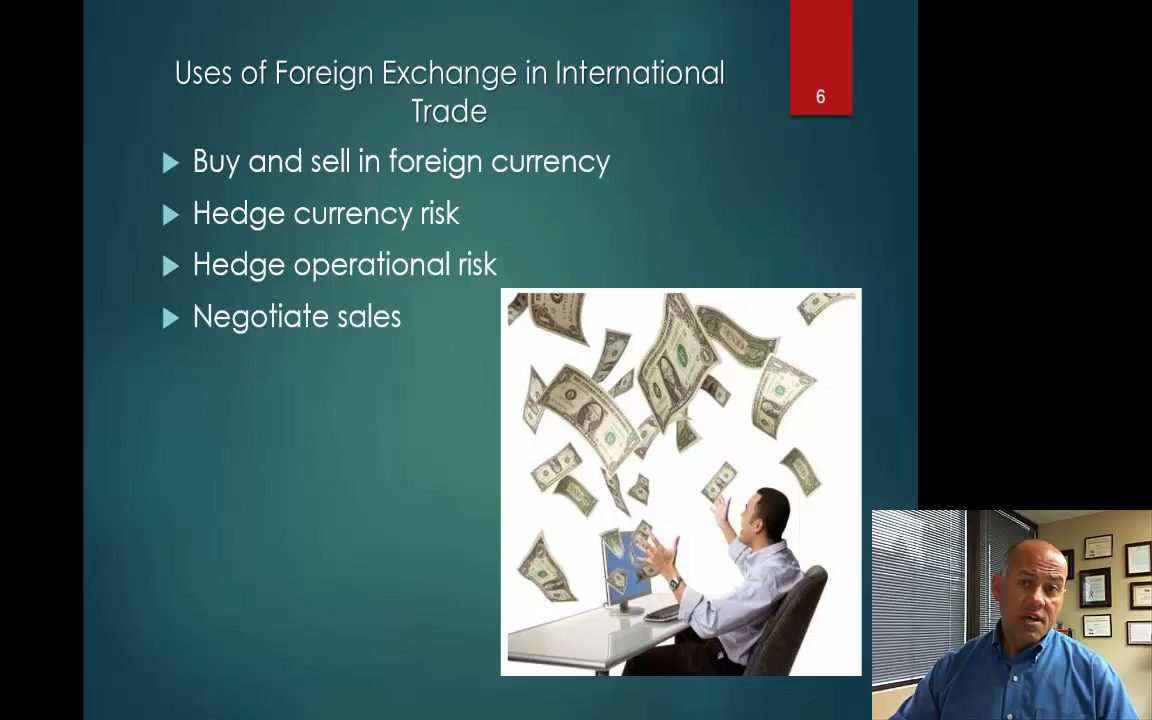 Uses of Foreign Exchange in International
Trade
6
Buy and sell in foreign currency
Hedge currency risk
Hedge operational risk
Negotiate sales